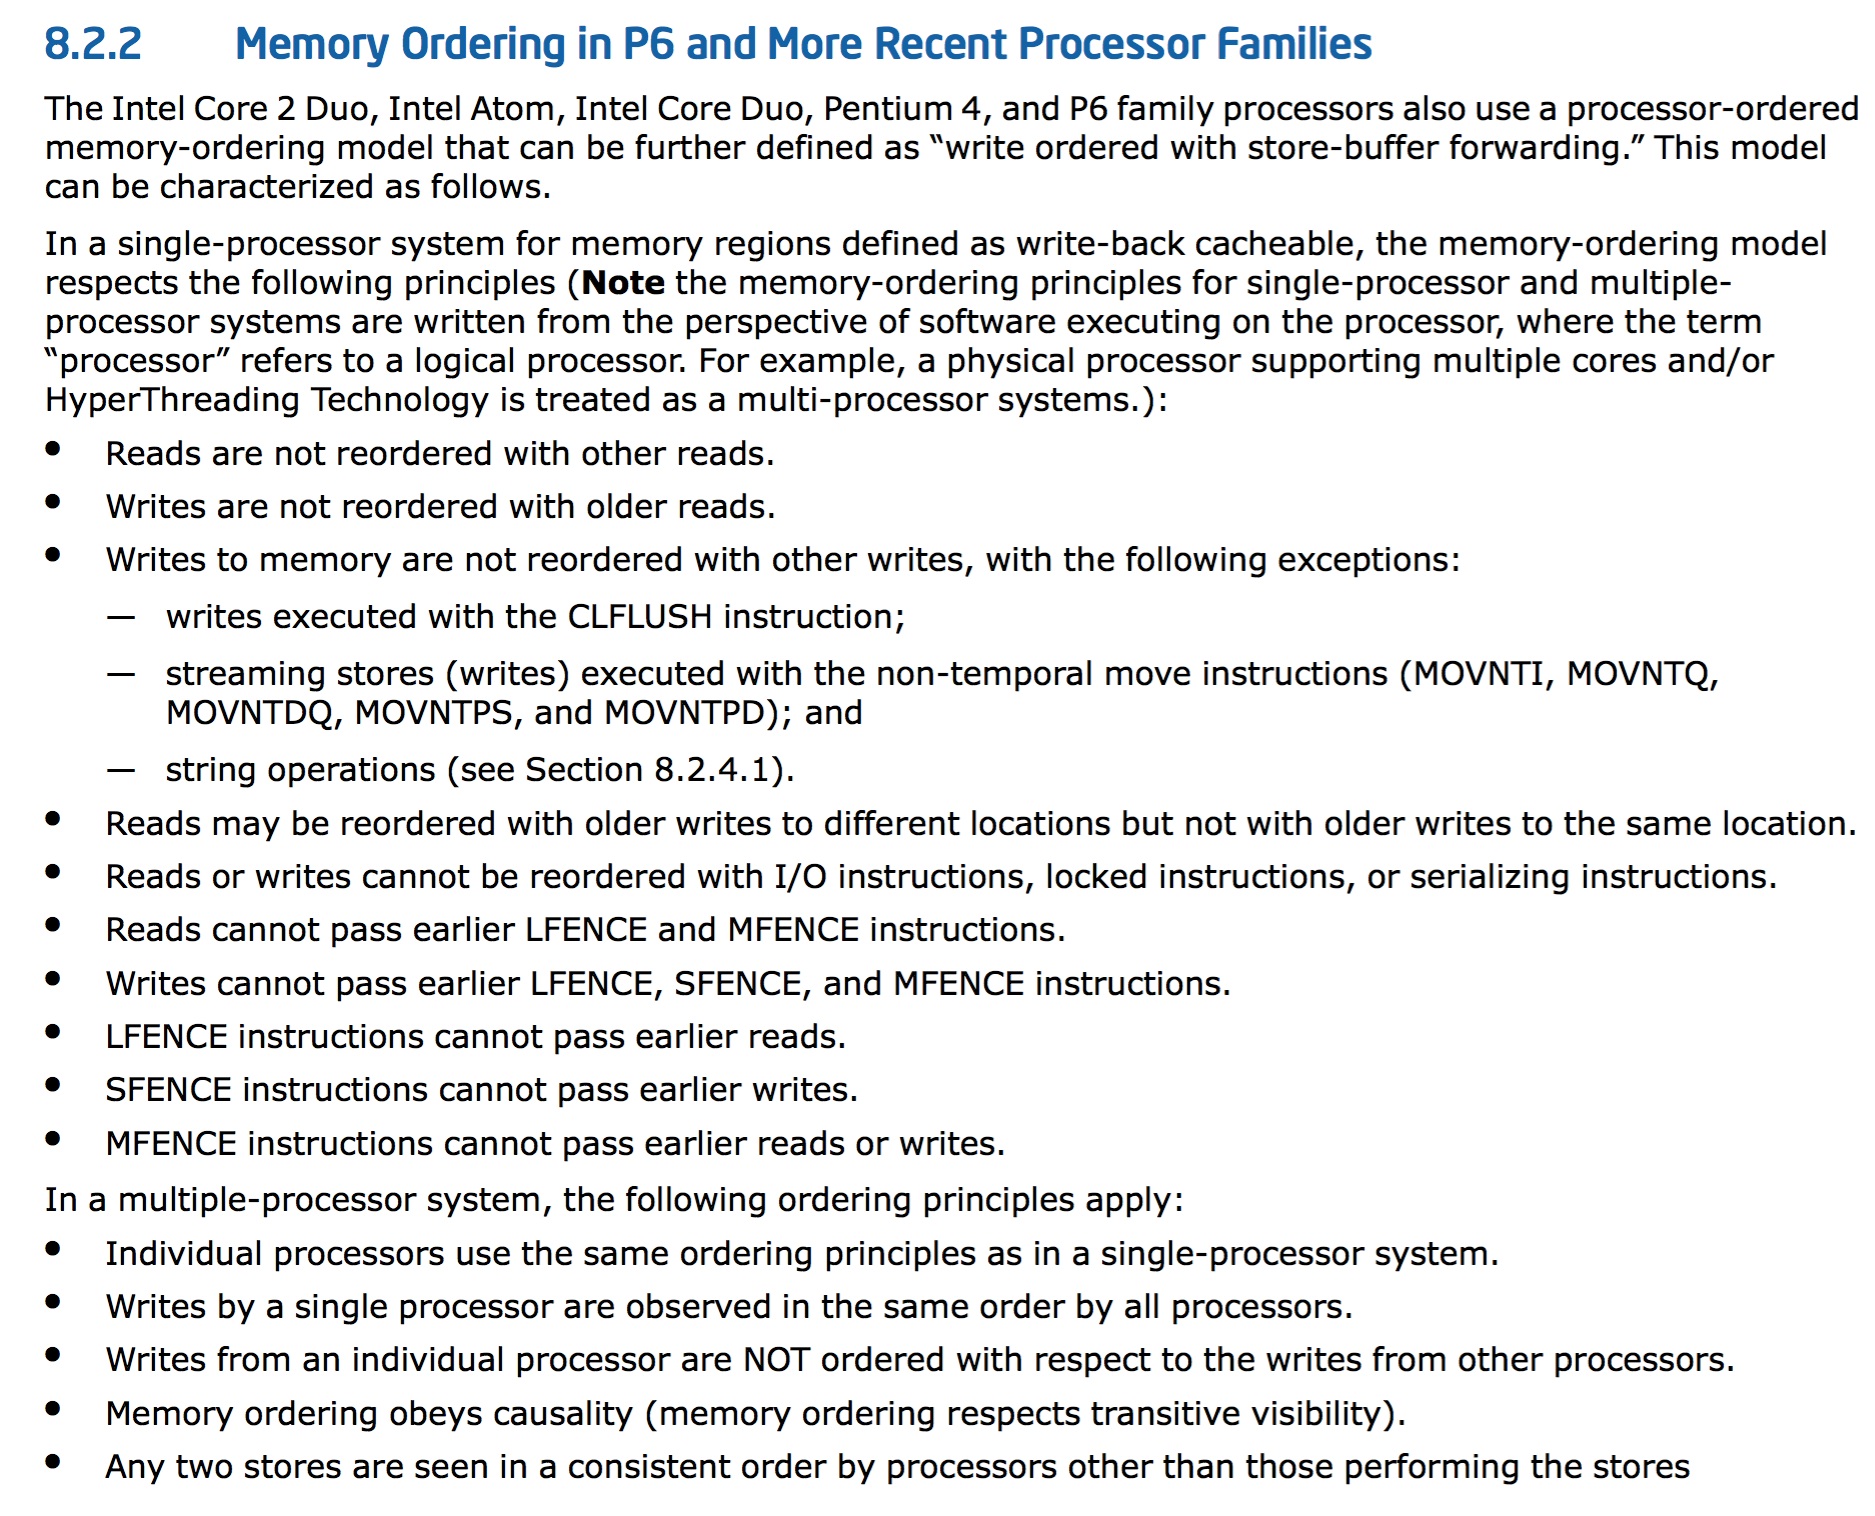 8.2.2 Memory Ordering in P6 and More Recent Processor Families
The Intel Core 2 Duo, Intel Atom, Intel Core Duo, Pentium 4, and P6 family processors also use a processor-ordered
memory-ordering model that can be further defined as “write ordered with store-buffer forwarding.” This model
can be characterized as follows.
In a single-processor system for memory regions defined as write-back cacheable, the memory-ordering model
respects the following principles (Note the memory-ordering principles for single-processor and multiple-
processor systems are written from the perspective of software executing on the processor, where the term
“processor” refers to a logical processor. For example, a physical processor supporting multiple cores and/or
HyperThreading Technology is treated as a multi-processor systems.):
• Reads are not reordered with other reads.
• Writes are not reordered with older reads.
• Writes to memory are not reordered with other writes, with the following exceptions:
— writes executed with the CLFLUSH instruction;
— streaming stores (writes) executed with the non-temporal move instructions (MOVNTI, MOVNTQ,
MOVNTDQ, MOVNTPS, and MOVNTPD); and
— string operations (see Section 8.2.4.1).
• Reads may be reordered with older writes to different locations but not with older writes to the same location.
• Reads or writes cannot be reordered with I/O instructions, locked instructions, or serializing instructions.
• Reads cannot pass earlier LFENCE and MFENCE instructions.
• Writes cannot pass earlier LFENCE, SFENCE, and MFENCE instructions.
• LFENCE instructions cannot pass earlier reads.
• SFENCE instructions cannot pass earlier writes.
• MFENCE instructions cannot pass earlier reads or writes.
In a multiple-processor system, the following ordering principles apply:
• Individual processors use the same ordering principles as in a single-processor system.
• Writes by a single processor are observed in the same order by all processors.
• Writes from an individual processor are NOT ordered with respect to the writes from other processors.
• Memory ordering obeys causality (memory ordering respects transitive visibility).
• Any two stores are seen in a consistent order by processors other than those performing the stores